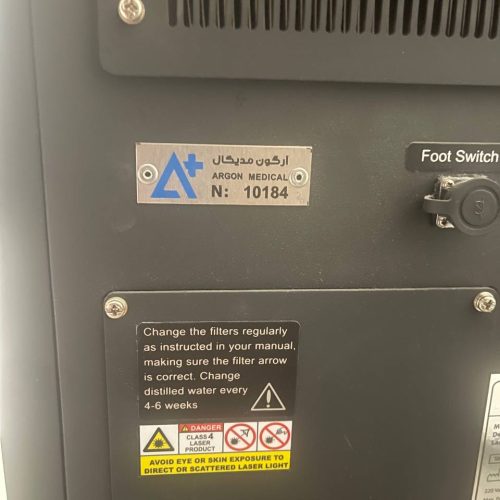 آرگون مدیکال
ARGON MEDICAL
N: 10184
Foot Switch
Change the filters regularly
as instructed in your manual,
making sure the filter arrow
is correct. Change
distilled water every
4-6 weeks
DANGER
CLASS 4
LASER
PRODUCT
AVOID EYE OR SKIN EXPOSURE TO
DIRECT OR SCATTERED LASER LIGHT